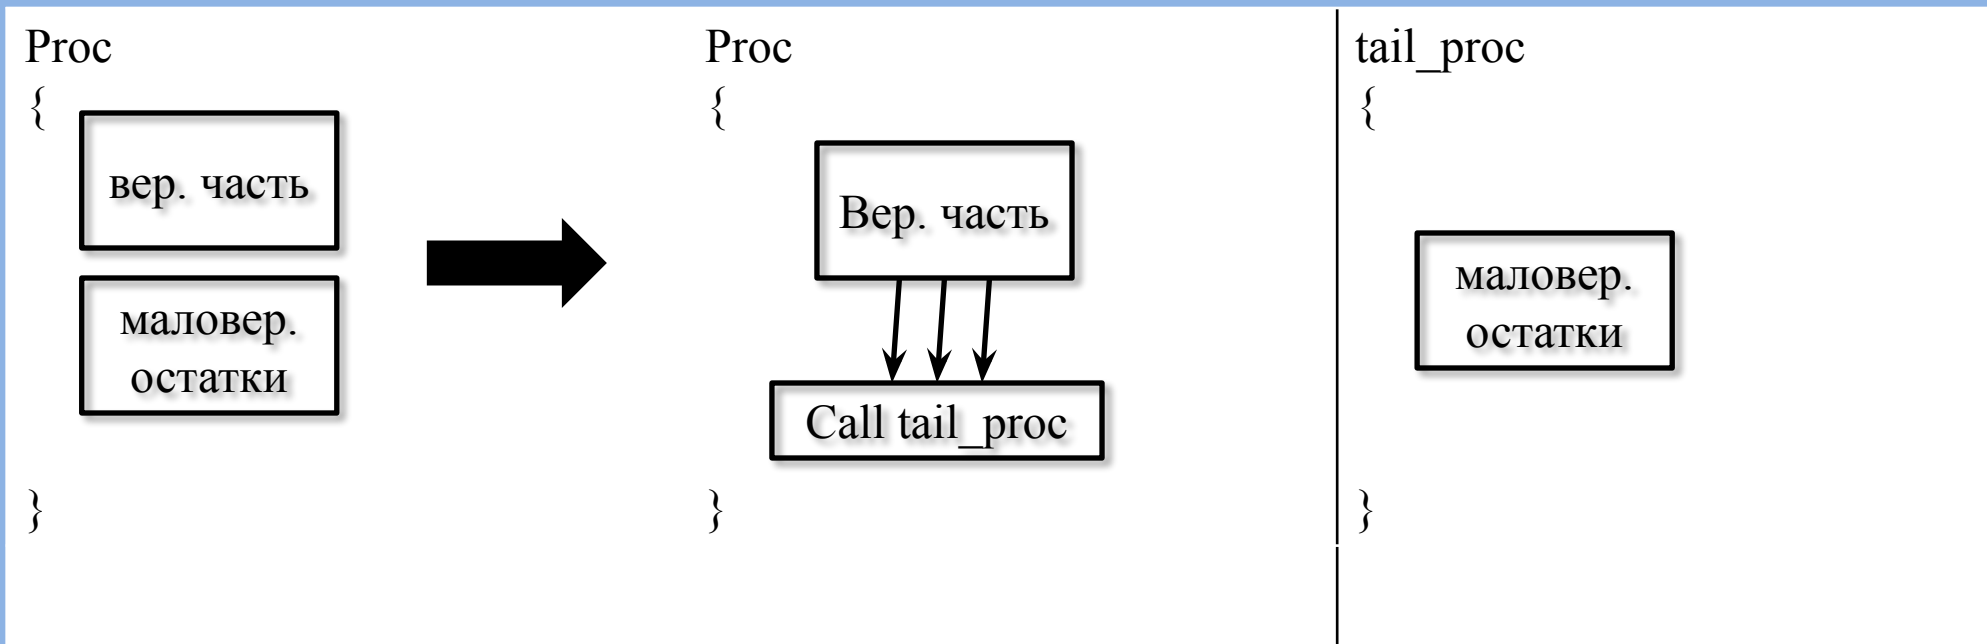 Proc
{
вер. часть
маловер.
остатки
}
Proc
{
Вер. часть
Call tail_proc
}
tail_proc
{
маловер.
остатки
}